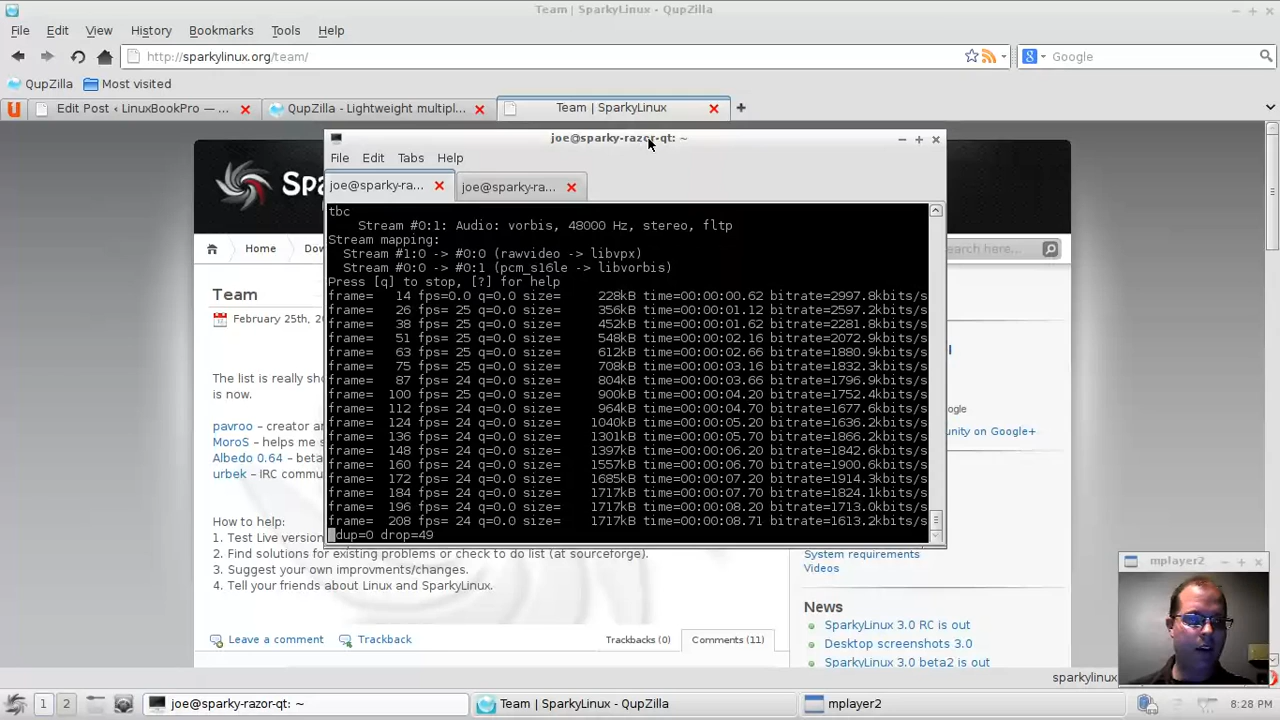 Team | SparkyLinux - QupZilla
File Edit View History Bookmarks Tools Help
http://sparkylinux.org/team/
Google
QupZilla Most visited
Edit Post ‹ LinuxBookPro — ...
QupZilla - Lightweight multipl...
Team | SparkyLinux
joe@sparky-razor-qt: ~
File Edit Tabs Help
joe@sparky-ra...
joe@sparky-ra...
tbc
Stream #0:1: Audio: vorbis, 48000 Hz, stereo, fltp
Stream mapping:
Stream #1:0 -> #0:0 (rawvideo -> libvpx)
Stream #0:0 -> #0:1 (pcm_s16le -> libvorbis)
Press [q] to stop, [?] for help
frame= 14 fps=0.0 q=0.0 size= 228kB time=00:00:00.62 bitrate=2997.8kbits/s
frame= 26 fps= 25 q=0.0 size= 356kB time=00:00:01.12 bitrate=2597.2kbits/s
frame= 38 fps= 25 q=0.0 size= 452kB time=00:00:01.62 bitrate=2281.8kbits/s
frame= 51 fps= 25 q=0.0 size= 548kB time=00:00:02.16 bitrate=2072.9kbits/s
frame= 63 fps= 25 q=0.0 size= 612kB time=00:00:02.66 bitrate=1880.9kbits/s
frame= 75 fps= 25 q=0.0 size= 708kB time=00:00:03.16 bitrate=1832.3kbits/s
frame= 87 fps= 24 q=0.0 size= 804kB time=00:00:03.66 bitrate=1796.9kbits/s
frame= 100 fps= 25 q=0.0 size= 900kB time=00:00:04.20 bitrate=1752.4kbits/s
frame= 112 fps= 24 q=0.0 size= 964kB time=00:00:04.70 bitrate=1677.6kbits/s
frame= 124 fps= 24 q=0.0 size= 1040kB time=00:00:05.20 bitrate=1636.2kbits/s
frame= 136 fps= 24 q=0.0 size= 1301kB time=00:00:05.70 bitrate=1866.2kbits/s
frame= 148 fps= 24 q=0.0 size= 1397kB time=00:00:06.20 bitrate=1842.6kbits/s
frame= 160 fps= 24 q=0.0 size= 1557kB time=00:00:06.70 bitrate=1900.6kbits/s
frame= 172 fps= 24 q=0.0 size= 1685kB time=00:00:07.20 bitrate=1914.3kbits/s
frame= 184 fps= 24 q=0.0 size= 1717kB time=00:00:07.70 bitrate=1824.1kbits/s
frame= 196 fps= 24 q=0.0 size= 1717kB time=00:00:08.20 bitrate=1713.0kbits/s
frame= 208 fps= 24 q=0.0 size= 1717kB time=00:00:08.71 bitrate=1613.2kbits/s
dup=0 drop=49
Home
earch here...
Team
February 25th,
The list is really
is now.
pavroo – creator
MoroS – helps me
Albedo 0.64 –
urbek – IRC
unity on Google+
How to help:
1. Test Live
2. Find solutions for existing problems or check to do list (at sourceforge).
3. Suggest your own improvments/changes.
4. Tell your friends about Linux and SparkyLinux.
Leave a comment Trackback Trackbacks (0) Comments (11)
System requirements
Videos
News
SparkyLinux 3.0 RC is out
Desktop screenshots 3.0
SparkyLinux 3.0 beta2 is out
mplayer2
sparkylinux
1 2 joe@sparky-razor-qt: ~ Team | SparkyLinux - QupZilla mplayer2 8:28 PM